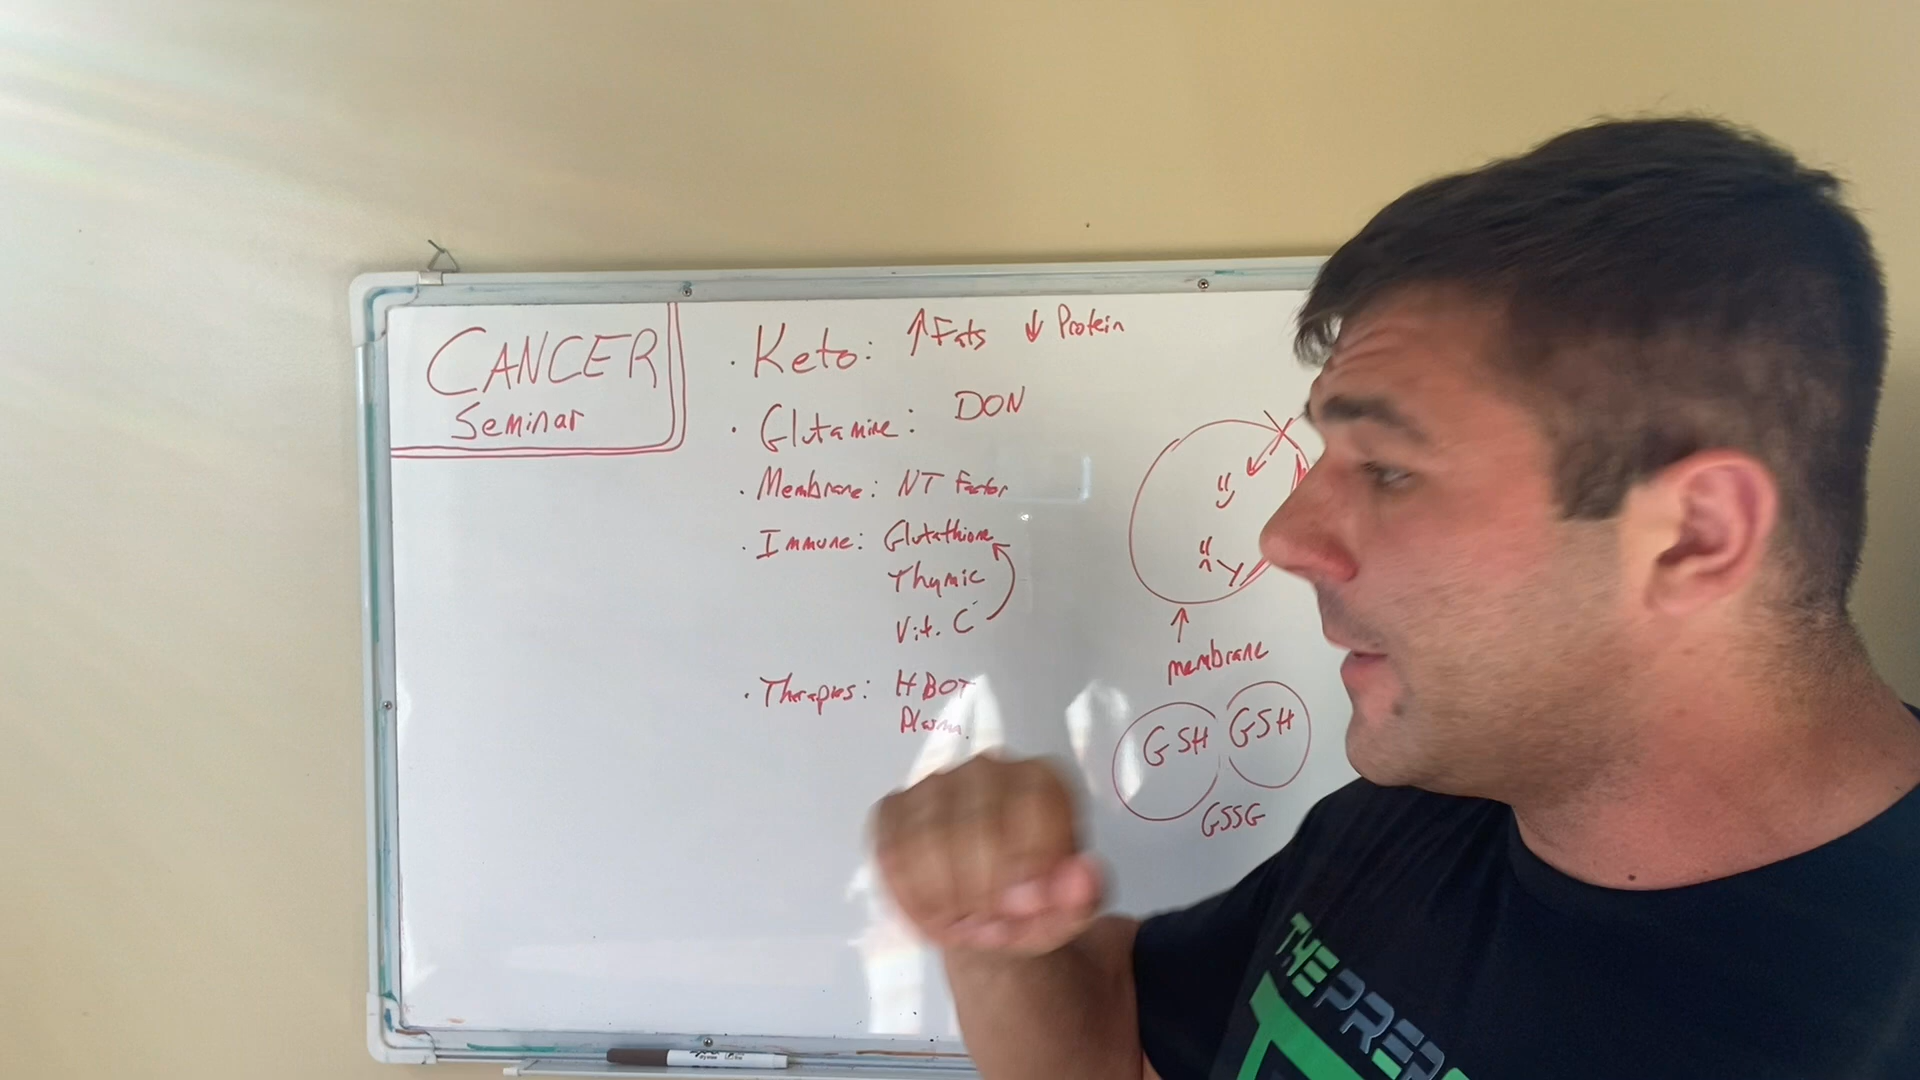 CANCER
Seminar
· Keto: ↑ Fats ↓ Protein
· Glutamine: DON
· Membrane: NT Factor
· Immune: Glutathione
Thymic
Vit. C
· Therapies: HBOT
Plasma.
membrane
GSH GSH
GSSG
THE